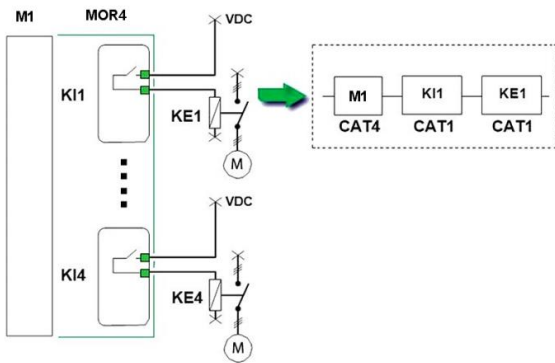 M1 MOR4
VDC
KI1
KE1
M
M1 KI1 KE1
CAT4 CAT1 CAT1
VDC
KI4
KE4
M